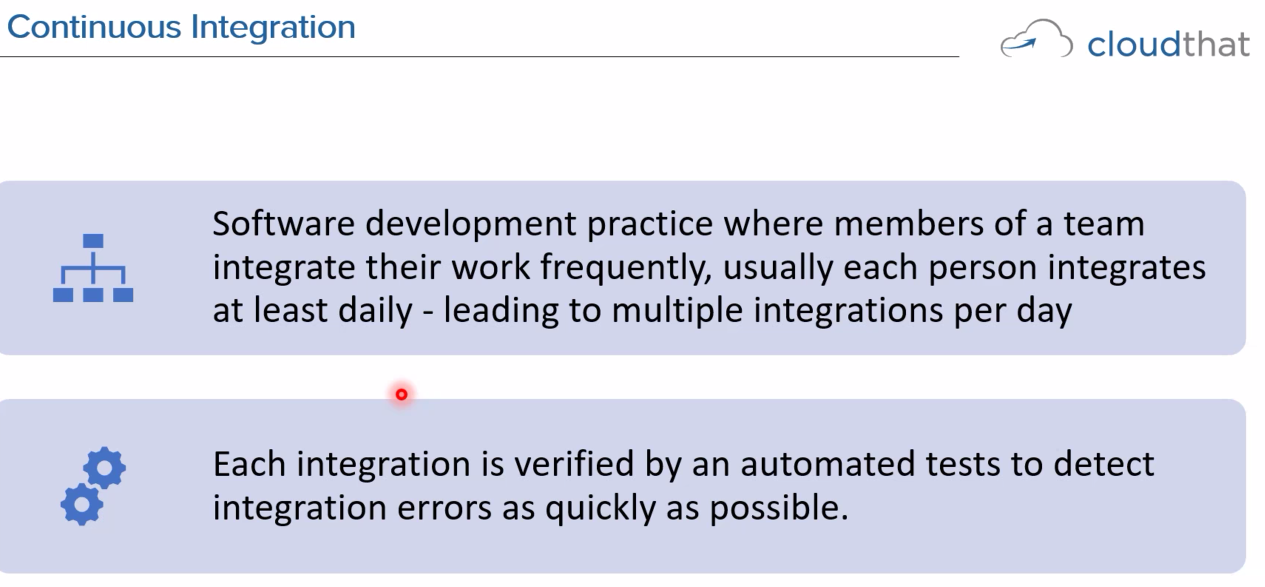 Continuous Integration
cloudthat
Software development practice where members of a team
integrate their work frequently, usually each person integrates
at least daily - leading to multiple integrations per day
Each integration is verified by an automated tests to detect
integration errors as quickly as possible.